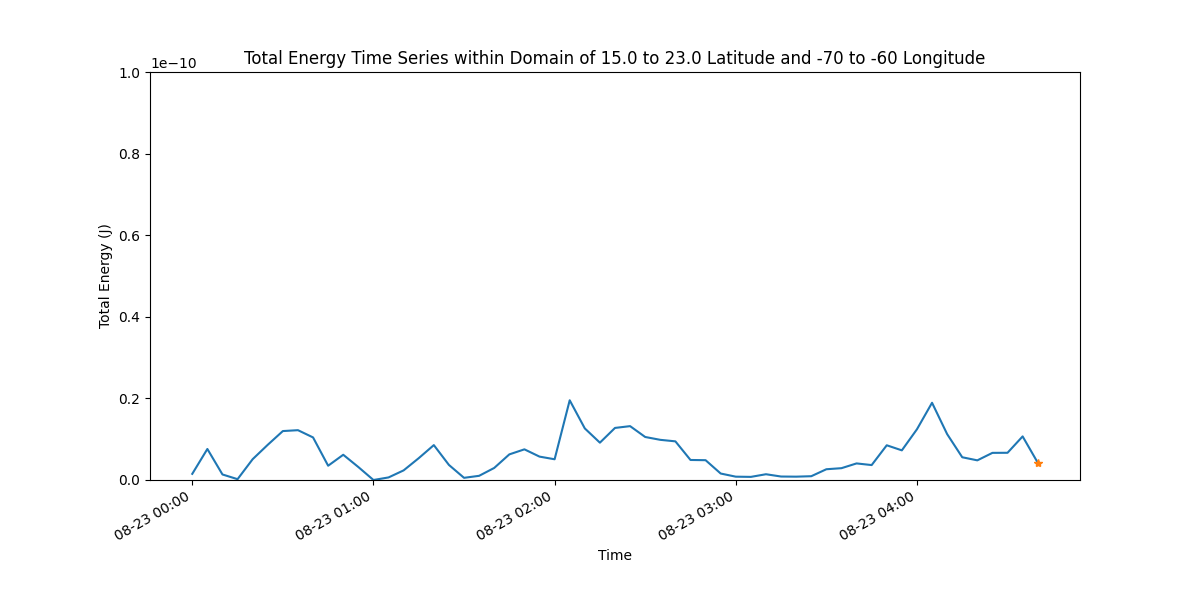 Total Energy Time Series within Domain of 15.0 to 23.0 Latitude and -70 to -60 Longitude
1e−10
1.0
0.8
0.6
0.4
0.2
0.0
Total Energy (J)
08-23 00:00
08-23 01:00
08-23 02:00
08-23 03:00
08-23 04:00
Time